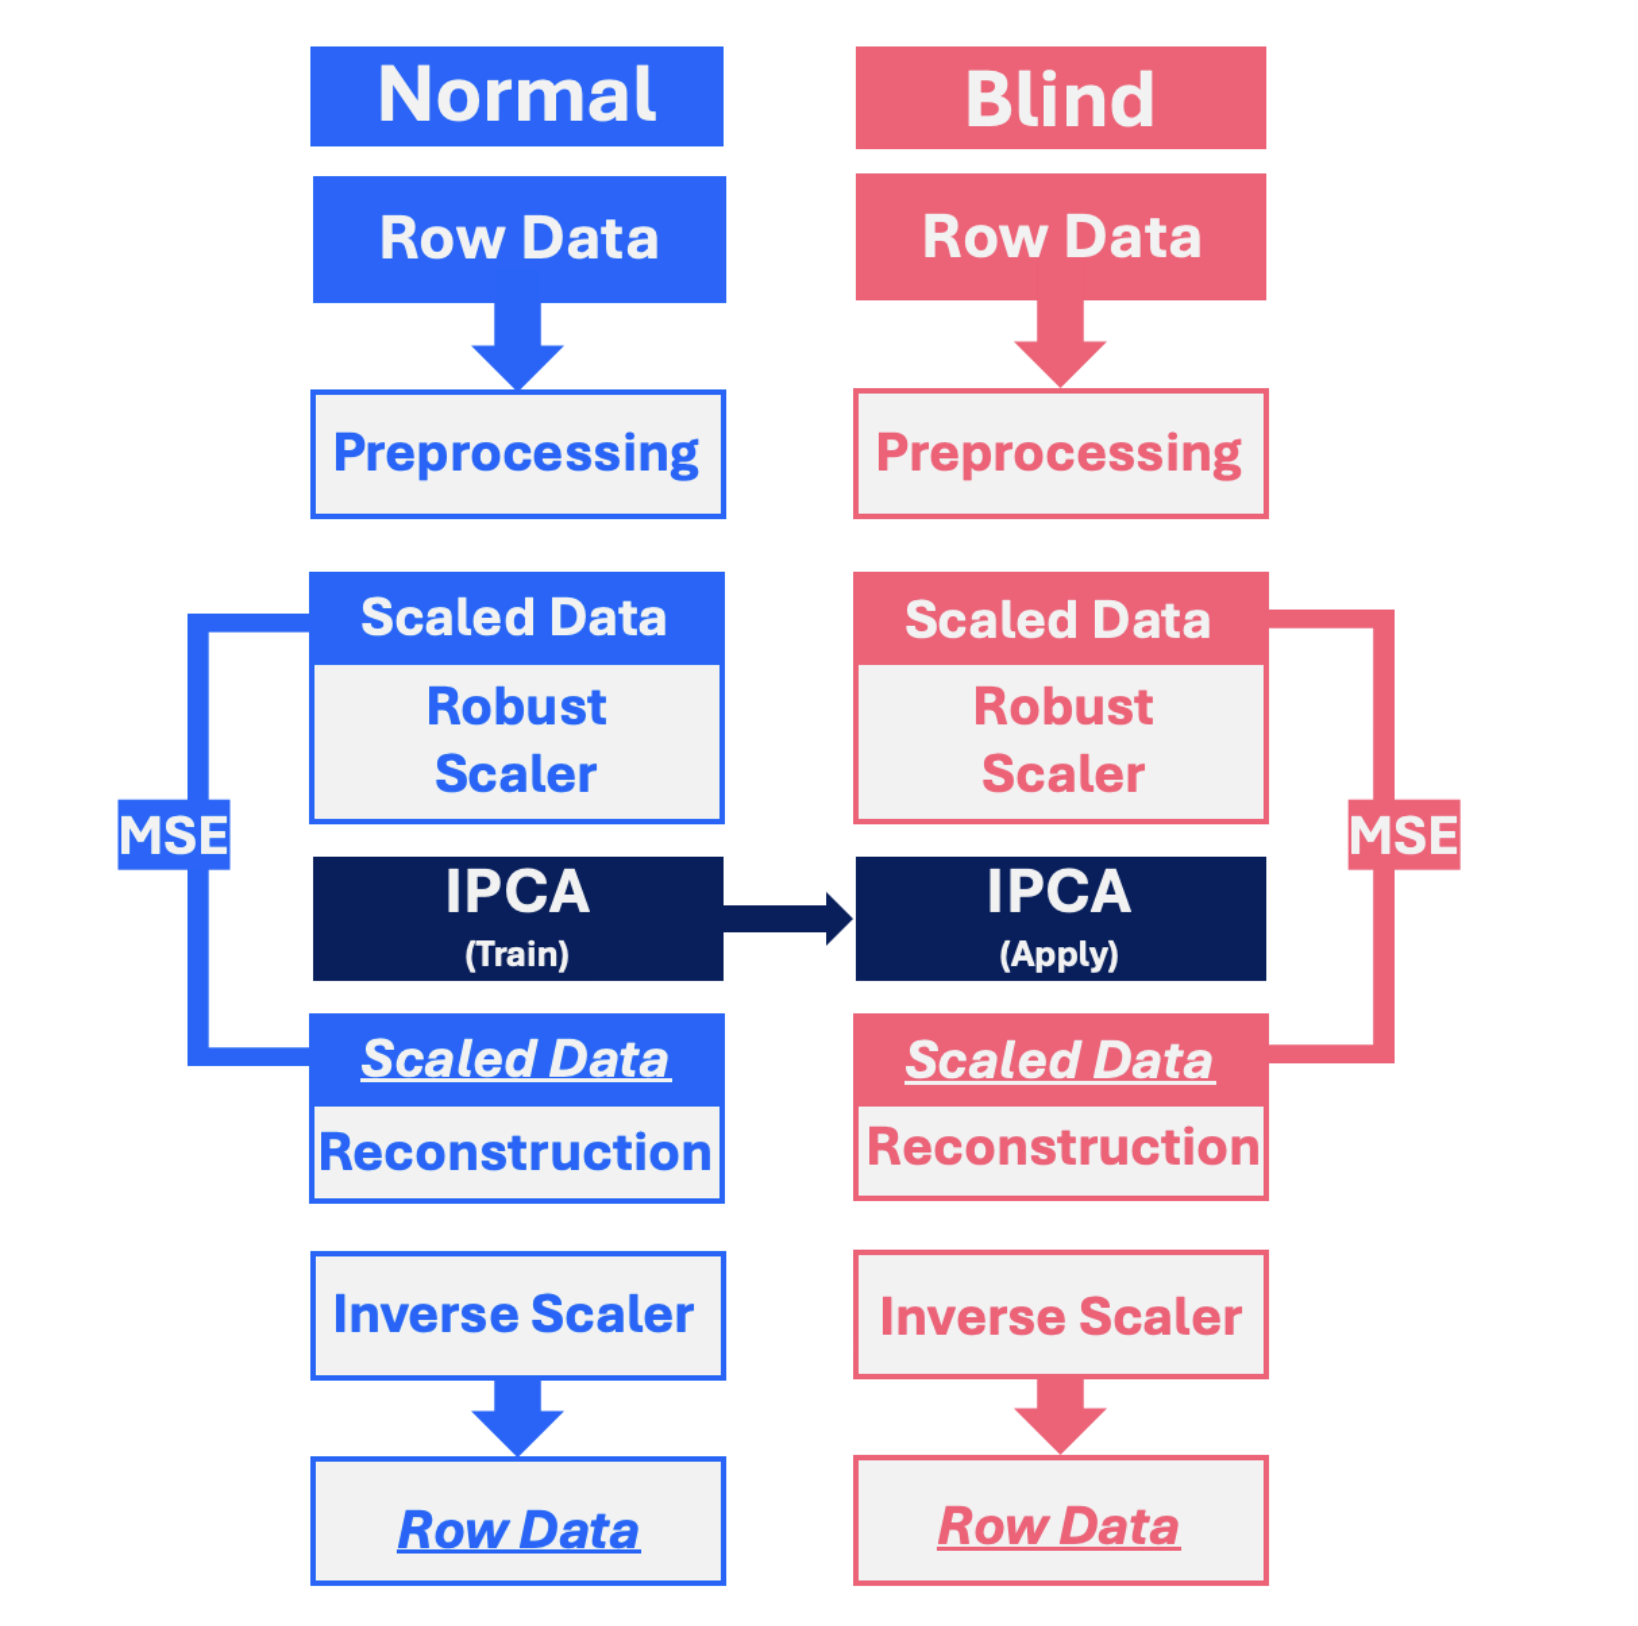 Normal
Row Data
Preprocessing
Scaled Data
Robust
Scaler
MSE
IPCA
(Train)
Scaled Data
Reconstruction
Inverse Scaler
Row Data
Blind
Row Data
Preprocessing
Scaled Data
Robust
Scaler
MSE
IPCA
(Apply)
Scaled Data
Reconstruction
Inverse Scaler
Row Data